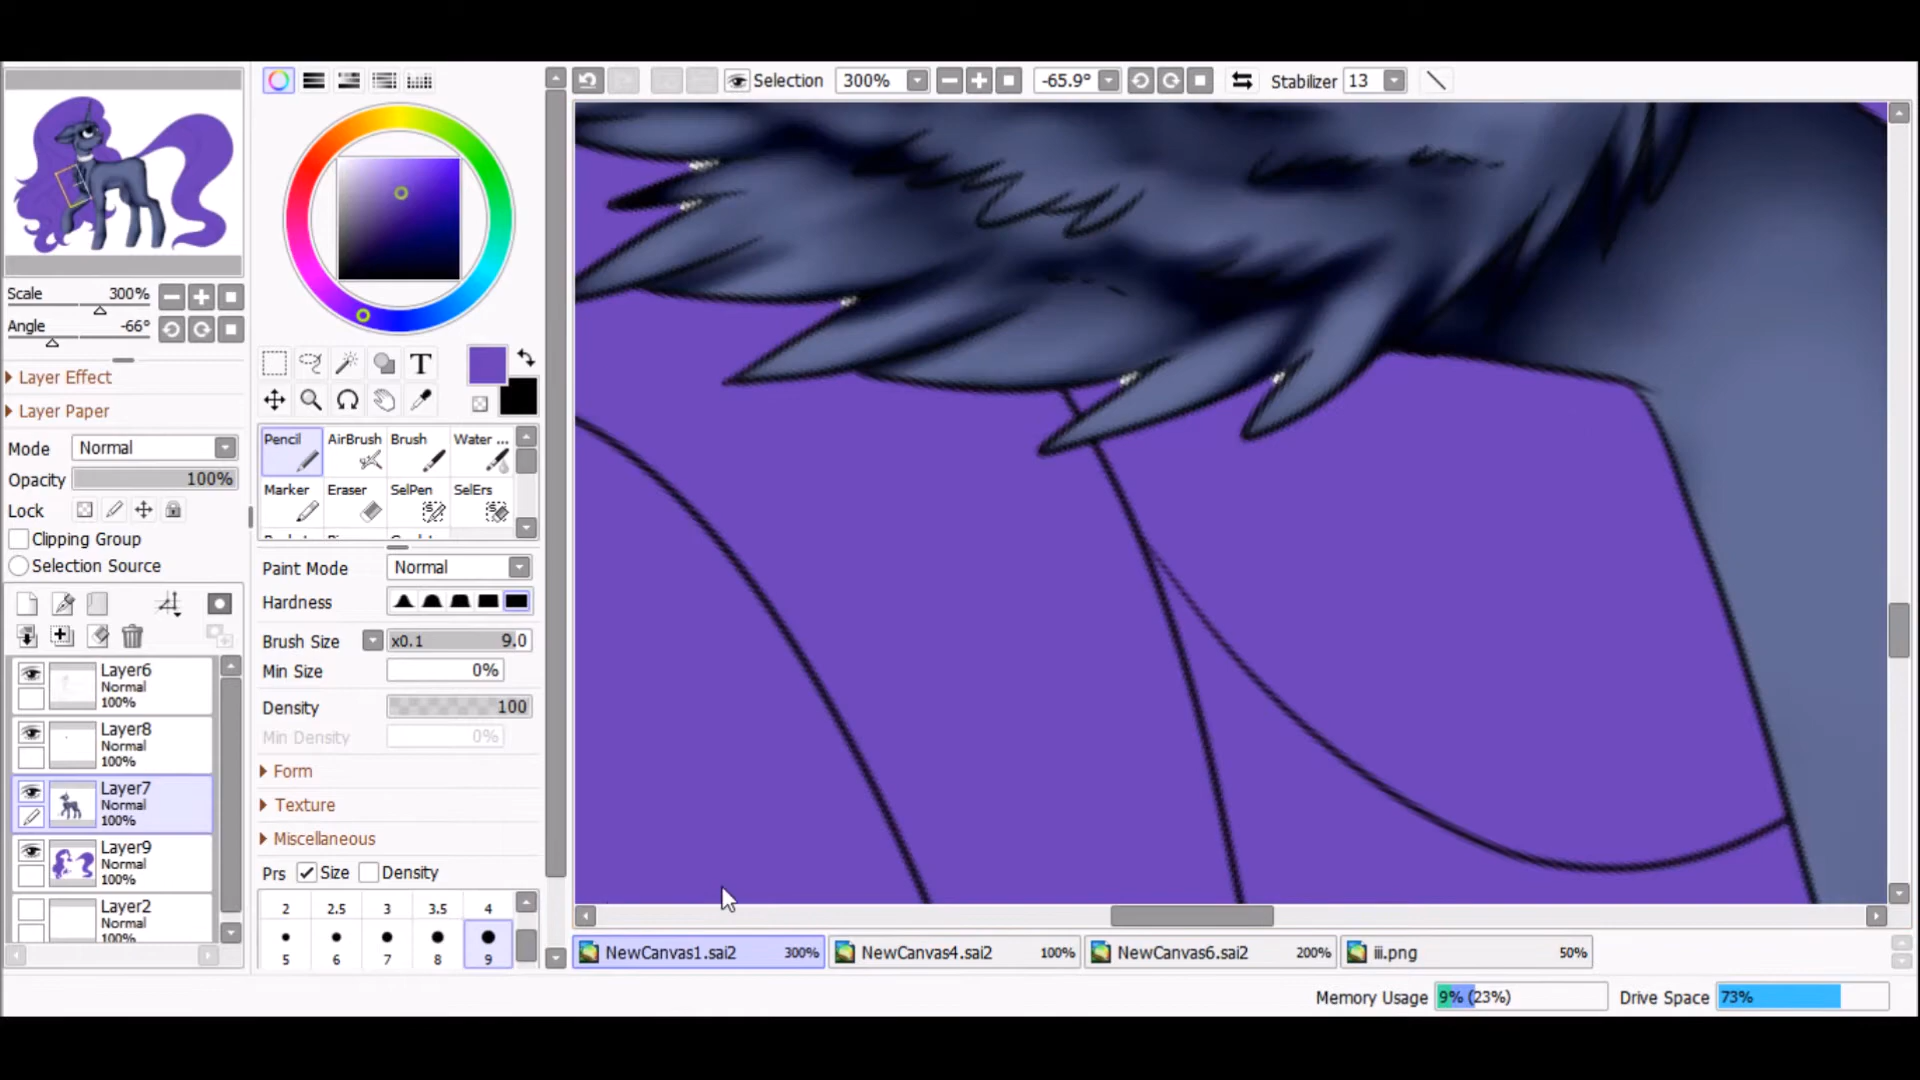 Selection 300% -65.9° Stabilizer 13
Scale 300%
Angle -66°
Layer Effect
Layer Paper
Mode Normal
Opacity 100%
Lock
Clipping Group
Selection Source
Layer6
Normal
100%
Layer8
Normal
100%
Layer7
Normal
100%
Layer9
Normal
100%
Layer2
Normal
T
Pencil AirBrush Brush Water ...
Marker Eraser SelPen SelErs
Paint Mode Normal
Hardness
Brush Size x0.1 9.0
Min Size 0%
Density 100
Min Density 0%
Form
Texture
Miscellaneous
Prs Size Density
2 2.5 3 3.5 4
5 6 7 8 9
NewCanvas1.sai2 300% NewCanvas4.sai2 100% NewCanvas6.sai2 200% iii.png 50%
Memory Usage 9% (23%) Drive Space 73%